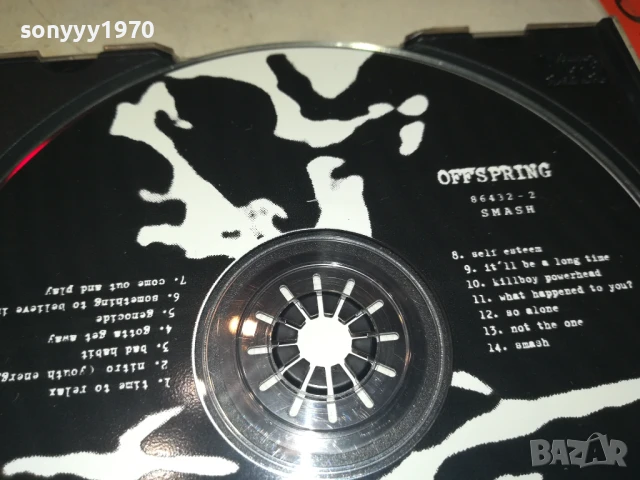 sonyyy1970
OFFSPRING
86432-2
SMASH
8. self esteem
9. it'll be a long time
10. killboy powerhead
11. what happened to you?
12. so alone
13. not the one
14. smash
1. time to relax
2. nitro (youth energy
3. bad habit
4. gotta get away
5. genocide
6. something to believe in
7. come out and play
BAZAR